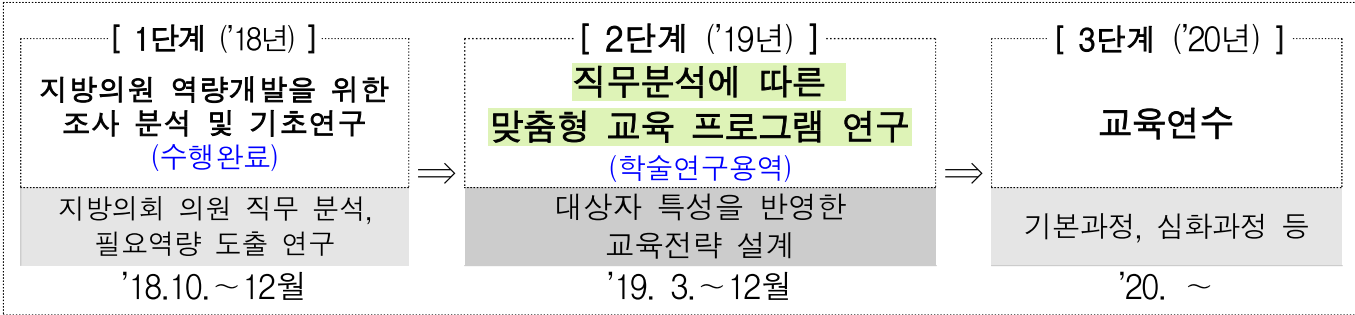 [ 1단계 (’18년) ]
지방의원 역량개발을 위한
조사 분석 및 기초연구
(수행완료)
지방의회 의원 직무 분석,
필요역량 도출 연구
’18.10.～12월
⇨
[ 2단계 (’19년) ]
직무분석에 따른
맞춤형 교육 프로그램 연구
(학술연구용역)
대상자 특성을 반영한
교육전략 설계
’19. 3.～12월
⇨
[ 3단계 (’20년) ]
교육연수
기본과정, 심화과정 등
’20. ～